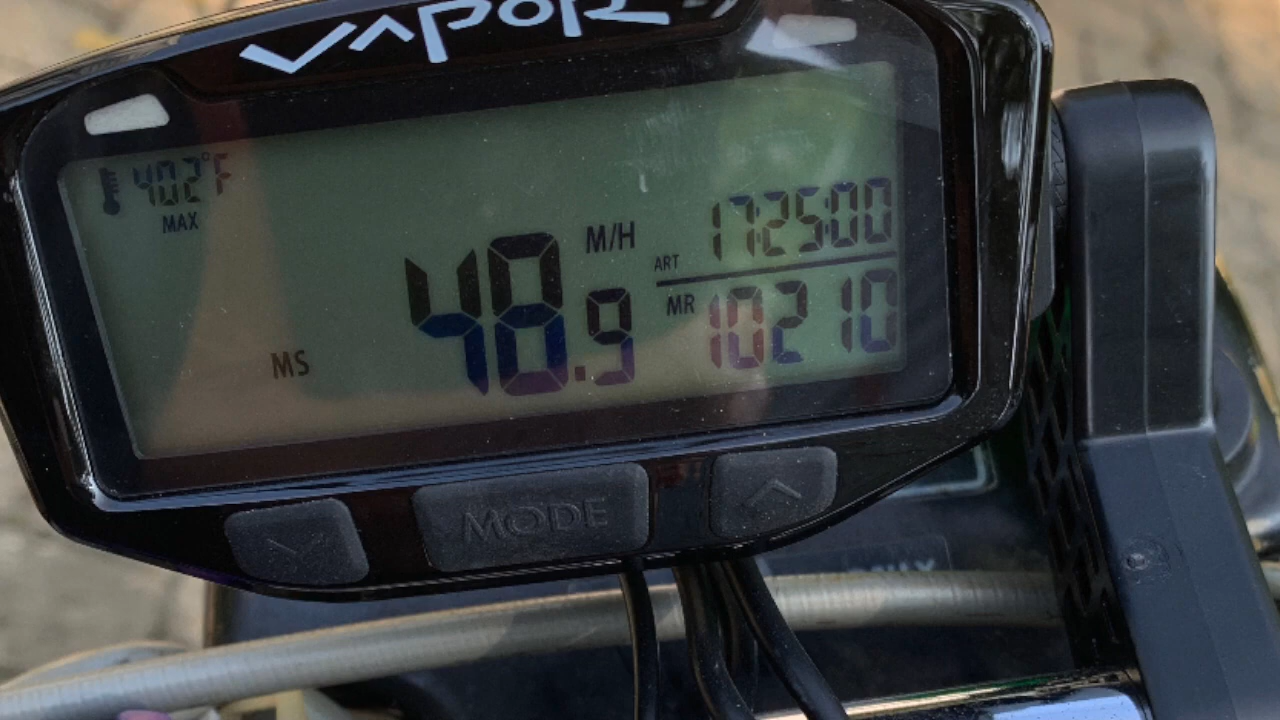 VAPOR
402°F
MAX
M/H
172500
ART
MS
48.9
MR
10210
MODE